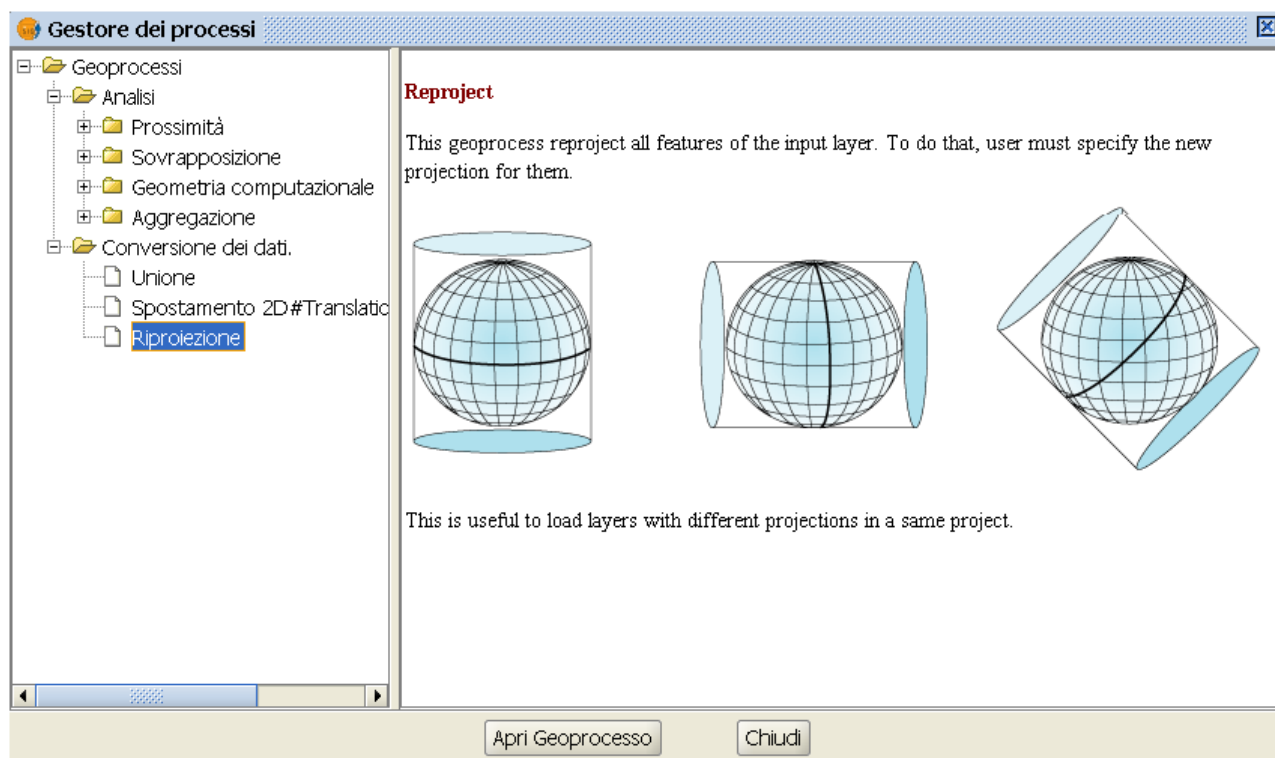 Gestore dei processi
Geoprocessi
Analisi
Prossimità
Sovrapposizione
Geometria computazionale
Aggregazione
Conversione dei dati.
Unione
Spostamento 2D#Translatio
Riproiezione
Reproject
This geoprocess reproject all features of the input layer. To do that, user must specify the new
projection for them.
This is useful to load layers with different projections in a same project.
Apri Geoprocesso
Chiudi